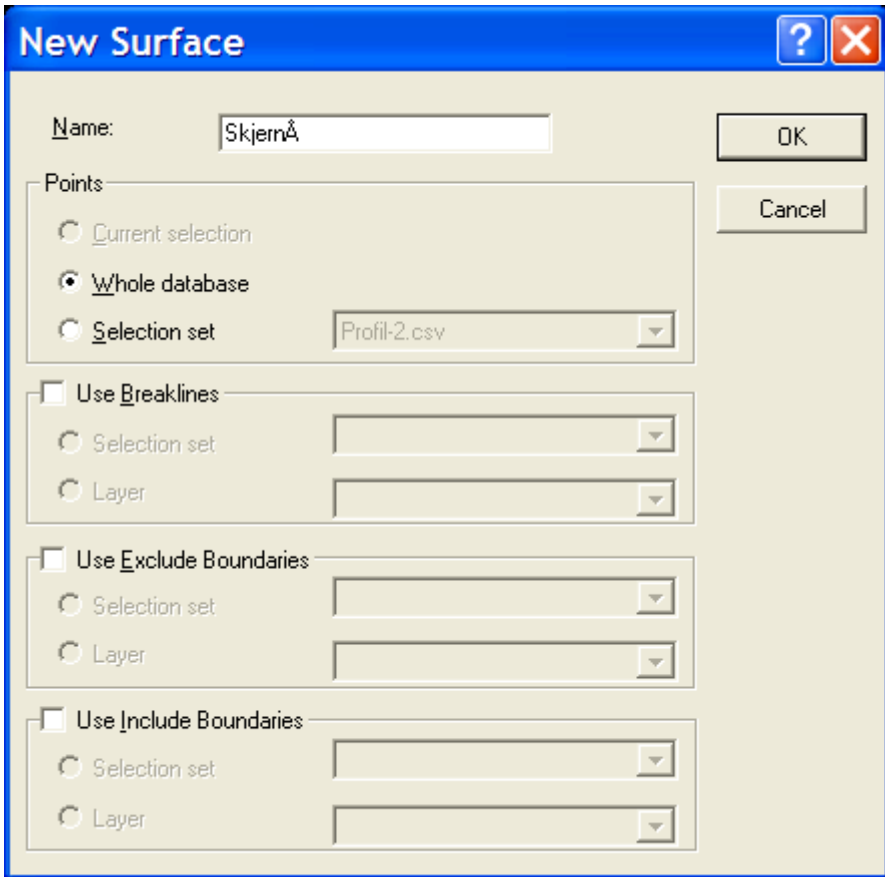 New Surface
Name: SkjernÅ
OK
Points
Cancel
Current selection
Whole database
Selection set Profil-2.csv
Use Breaklines
Selection set
Layer
Use Exclude Boundaries
Selection set
Layer
Use Include Boundaries
Selection set
Layer